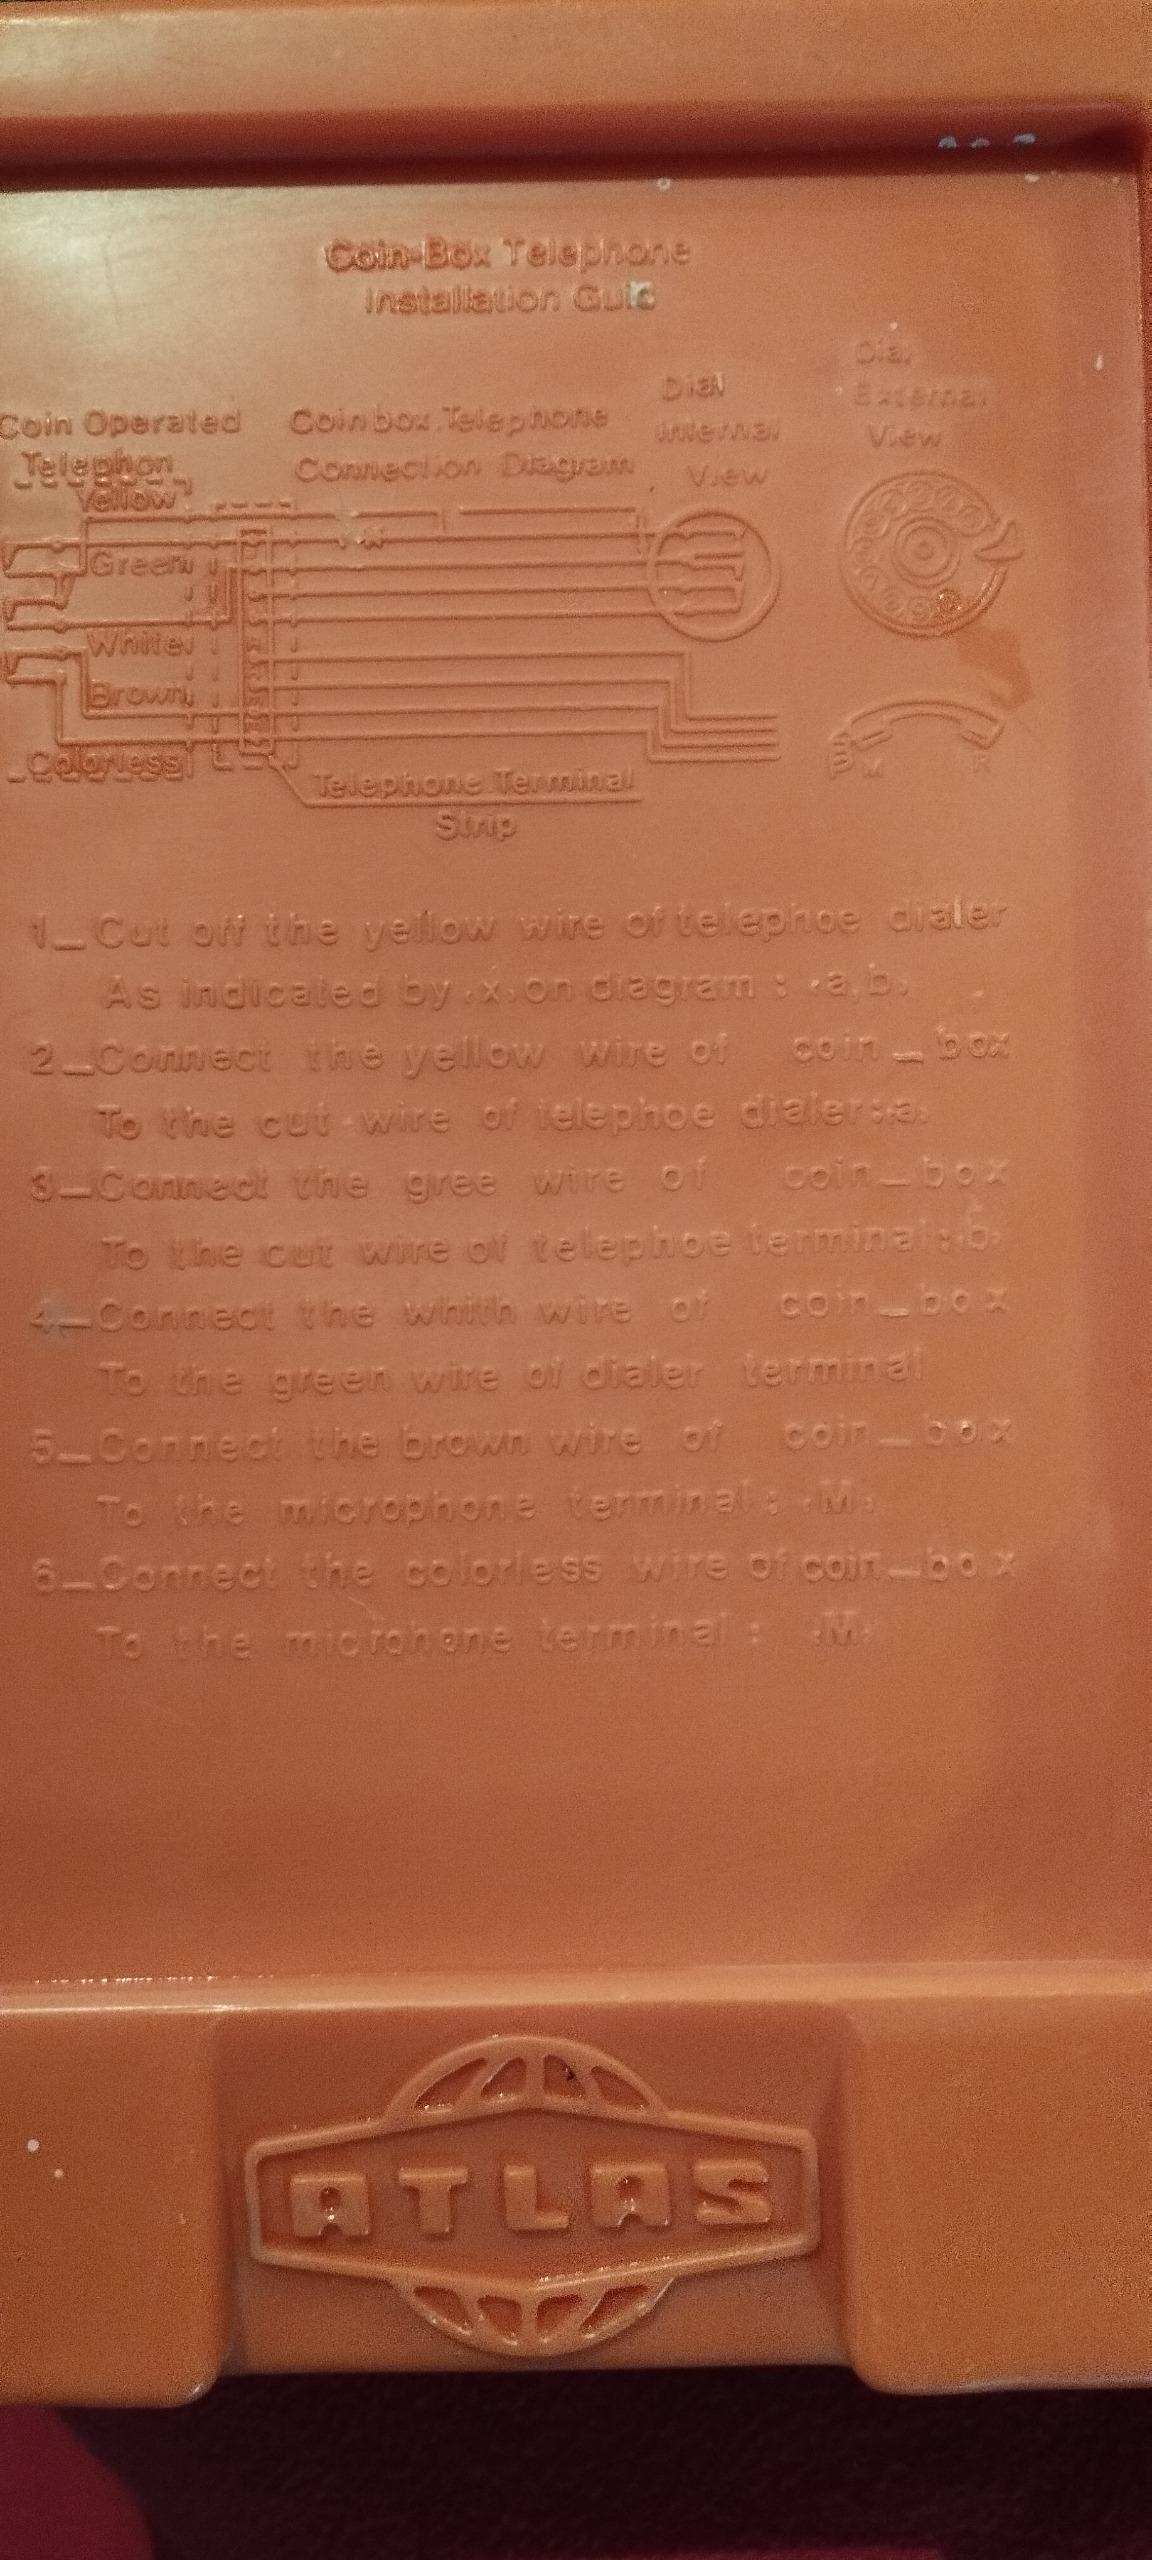 Coin-Box Telephone
Installation
Dial
External
View
Dial
Internal
View
Coin Operated
Telephon
Coin box Telephone
Connection Diagram
Yellow
Green
White
Brown
Colorless
M R
Telephone Terminal
Strip
1_Cut off the yellow wire of telephoe dialer
As indicated by ‹x› on diagram : ‹a,b›
2_Connect the yellow wire of coin_box
To the cut wire of telephoe dialer:‹a›
3_Connect the gree wire of coin_box
To the cut wire of telephoe terminal:‹b›
4_Connect the whith wire of coin_box
To the green wire of dialer terminal
5_Connect the brown wire of coin_box
To the microphone terminal : ‹M›
6_Connect the colorless wire of coin_box
To the microhone terminal : ‹M›
ATLAS